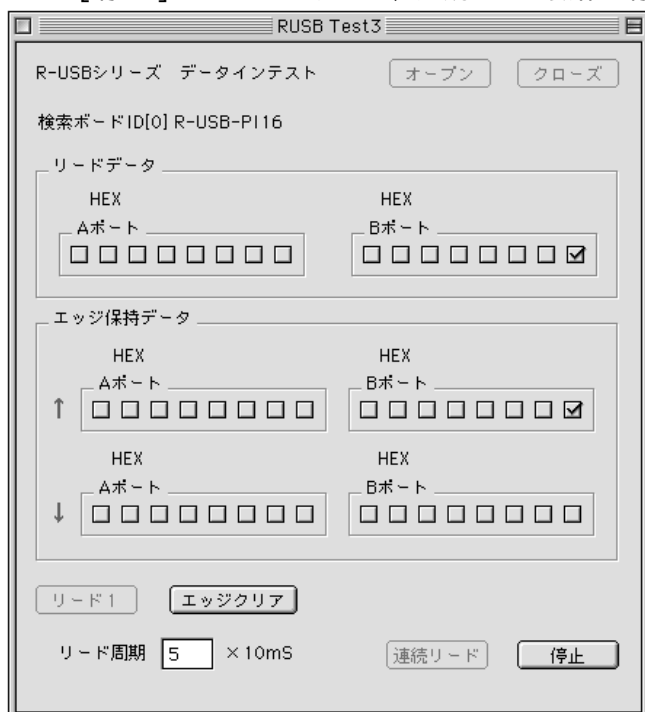 RUSB Test3
R-USBシリーズ データインテスト オープン クローズ
検索ボードID[0] R-USB-PI16
リードデータ
HEX HEX
Aポート Bポート
エッジ保持データ
HEX HEX
Aポート Bポート
↑
HEX HEX
Aポート Bポート
↓
リード1 エッジクリア
リード周期 5 ×10mS 連続リード 停止